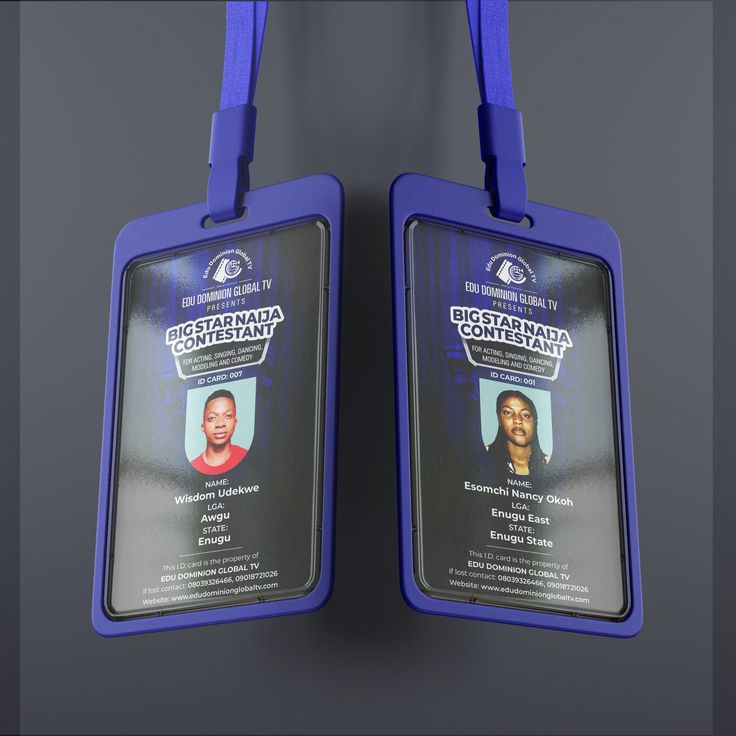 Edu Dominion Global TV
EDU DOMINION GLOBAL TV
PRESENTS
BIGSTAR NAIJA
CONTESTANT
FOR ACTING, SINGING, DANCING,
MODELING AND COMEDY
ID CARD: 007
NAME:
Wisdom Udekwe
LGA:
Awgu
STATE:
Enugu
This I.D. card is the property of
EDU DOMINION GLOBAL TV
If lost contact: 08039326466, 09018721026
Website: www.edudominionglobaltv.com
Edu Dominion Global TV
EDU DOMINION GLOBAL TV
PRESENTS
BIGSTAR NAIJA
CONTESTANT
FOR ACTING, SINGING, DANCING,
MODELING AND COMEDY
ID CARD: 001
NAME:
Esomchi Nancy Okoh
LGA:
Enugu East
STATE:
Enugu State
This I.D. card is the property of
EDU DOMINION GLOBAL TV
If lost contact: 08039326466, 09018721026
Website: www.edudominionglobaltv.com